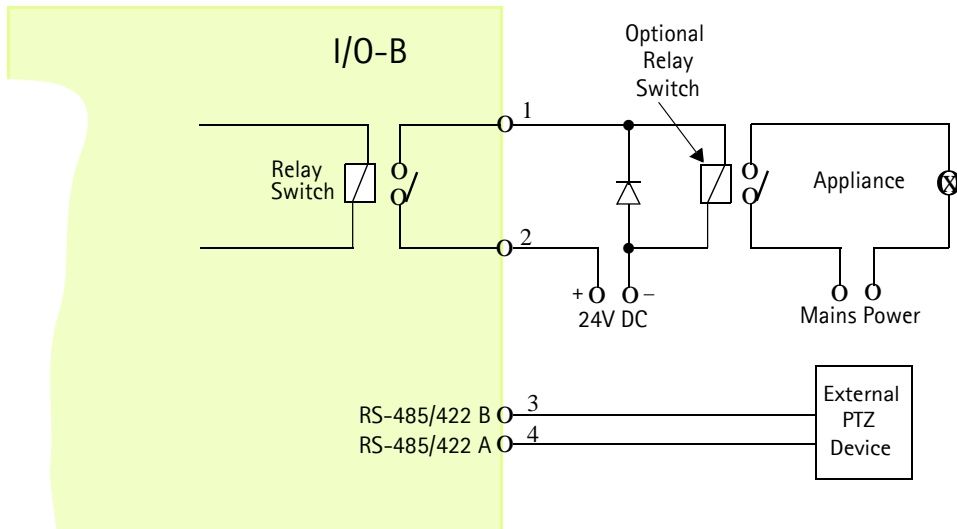 I/O-B
Optional
Relay
Switch
1
Relay
Switch
Appliance
X
2
+ –
24V DC
Mains Power
RS-485/422 B 3
RS-485/422 A 4
External
PTZ
Device